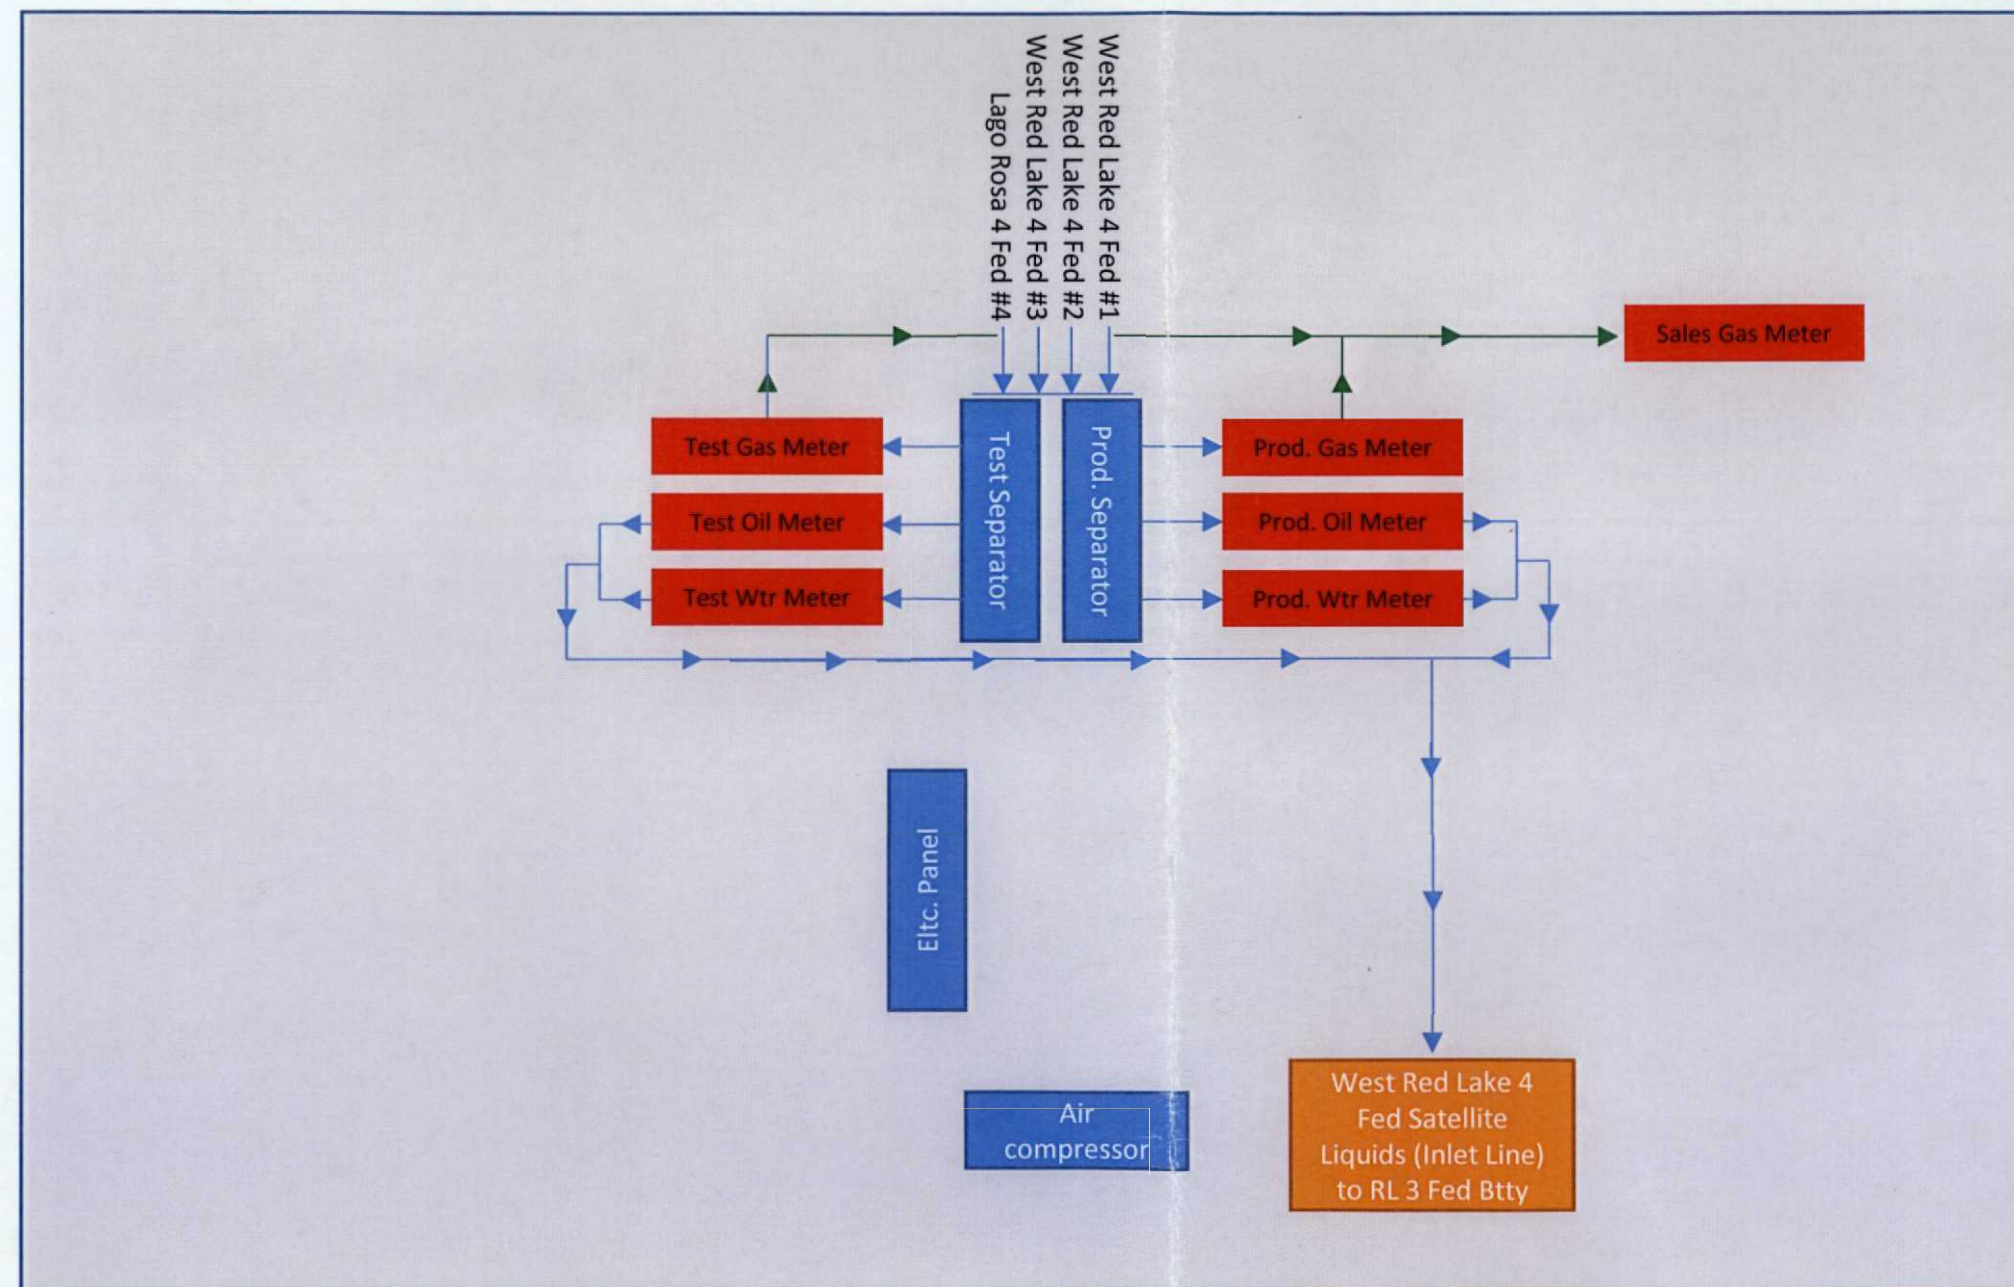 West Red Lake 4 Fed #1
West Red Lake 4 Fed #2
West Red Lake 4 Fed #3
Lago Rosa 4 Fed #4
Sales Gas Meter
Test Gas Meter
Test Oil Meter
Test Wtr Meter
Test Separator
Prod. Separator
Prod. Gas Meter
Prod. Oil Meter
Prod. Wtr Meter
Eltc. Panel
Air
compressor
West Red Lake 4
Fed Satellite
Liquids (Inlet Line)
to RL 3 Fed Btty